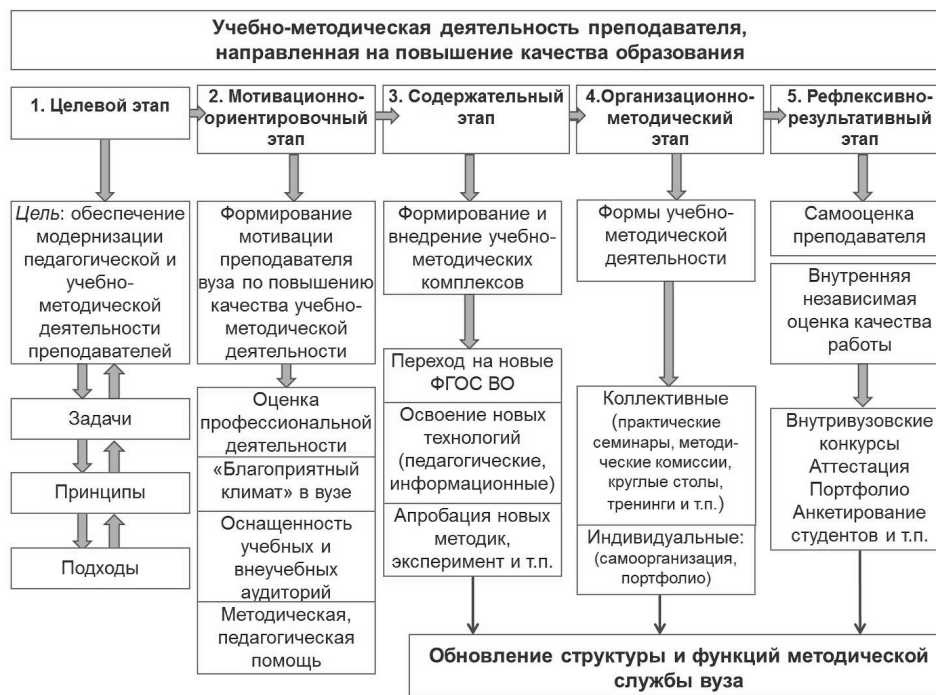 Учебно-методическая деятельность преподавателя,
направленная на повышение качества образования
1. Целевой этап
2. Мотивационно-
ориентировочный
этап
3. Содержательный
этап
4.Организационно-
методический
этап
5. Рефлексивно-
результативный
этап
Цель: обеспечение
модернизации
педагогической и
учебно-
методической
деятельности
преподавателей
Задачи
Принципы
Подходы
Формирование
мотивации
преподавателя
вуза по повышению
качества учебно-
методической
деятельности
Оценка
профессиональной
деятельности
«Благоприятный
климат» в вузе
Оснащенность
учебных и
внеучебных
аудиторий
Методическая,
педагогическая
помощь
Формирование и
внедрение учебно-
методических
комплексов
Переход на новые
ФГОС ВО
Освоение новых
технологий
(педагогические,
информационные)
Апробация новых
методик,
эксперимент и т.п.
Формы учебно-
методической
деятельности
Коллективные
(практические
семинары, методи-
ческие комиссии,
круглые столы,
тренинги и т.п.)
Индивидуальные:
(самоорганизация,
портфолио)
Самооценка
преподавателя
Внутренняя
независимая
оценка качества
работы
Внутривузовские
конкурсы
Аттестация
Портфолио
Анкетирование
студентов и т.п.
Обновление структуры и функций методической
службы вуза